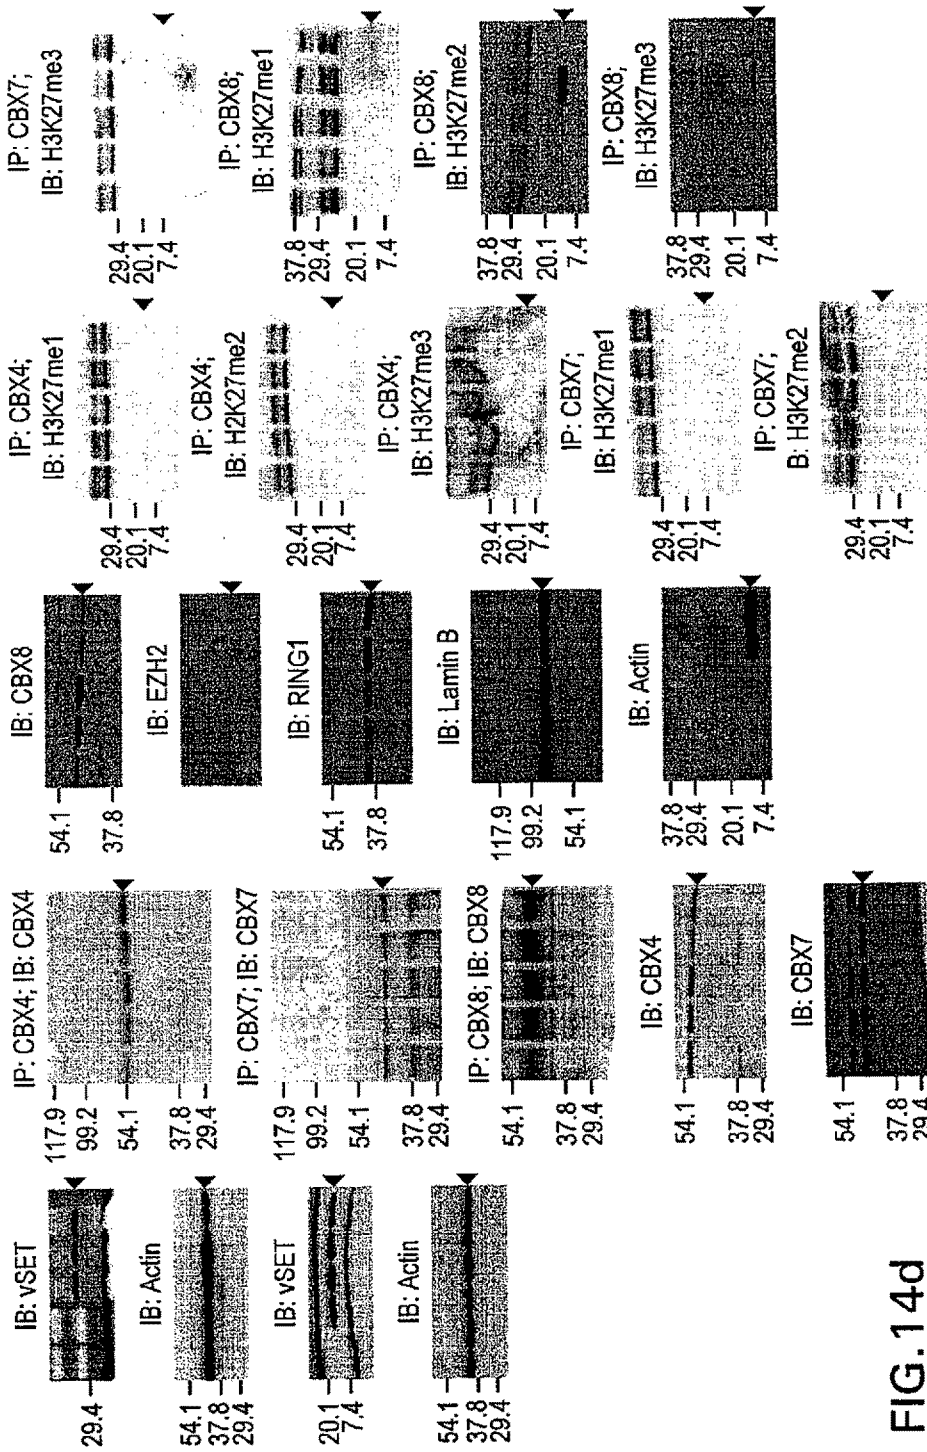 IB: vSET
29.4
IB: Actin
54.1
37.8
29.4
IB: vSET
20.1
7.4
IB: Actin
54.1
37.8
29.4
IP: CBX4; IB: CBX4
117.9
99.2
54.1
37.8
29.4
IP: CBX7; IB: CBX7
117.9
99.2
54.1
37.8
29.4
IP: CBX8; IB: CBX8
54.1
37.8
29.4
IB: CBX4
54.1
37.8
29.4
IB: CBX7
54.1
37.8
29.4
IB: CBX8
54.1
37.8
IB: EZH2
IB: RING1
54.1
37.8
IB: Lamin B
117.9
99.2
54.1
IB: Actin
37.8
29.4
20.1
7.4
IP: CBX4;
IB: H3K27me1
29.4
20.1
7.4
IP: CBX4;
IB: H2K27me2
29.4
20.1
7.4
IP: CBX4;
IB: H3K27me3
29.4
20.1
7.4
IP: CBX7;
IB: H3K27me1
29.4
20.1
7.4
IP: CBX7;
B: H3K27me2
29.4
20.1
7.4
IP: CBX7;
IB: H3K27me3
29.4
20.1
7.4
IP: CBX8;
IB: H3K27me1
37.8
29.4
20.1
7.4
IP: CBX8;
IB: H3K27me2
37.8
29.4
20.1
7.4
IP: CBX8;
IB: H3K27me3
37.8
29.4
20.1
7.4
FIG.14d